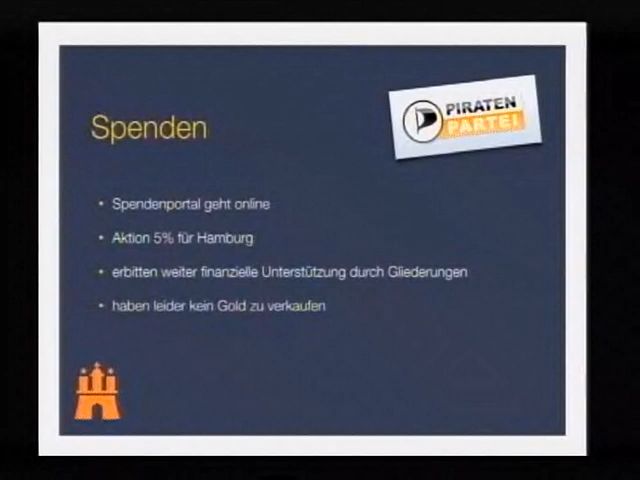 PIRATEN
PARTEI
Spenden
• Spendenportal geht online
• Aktion 5% für Hamburg
• erbitten weiter finanzielle Unterstützung durch Gliederungen
• haben leider kein Gold zu verkaufen